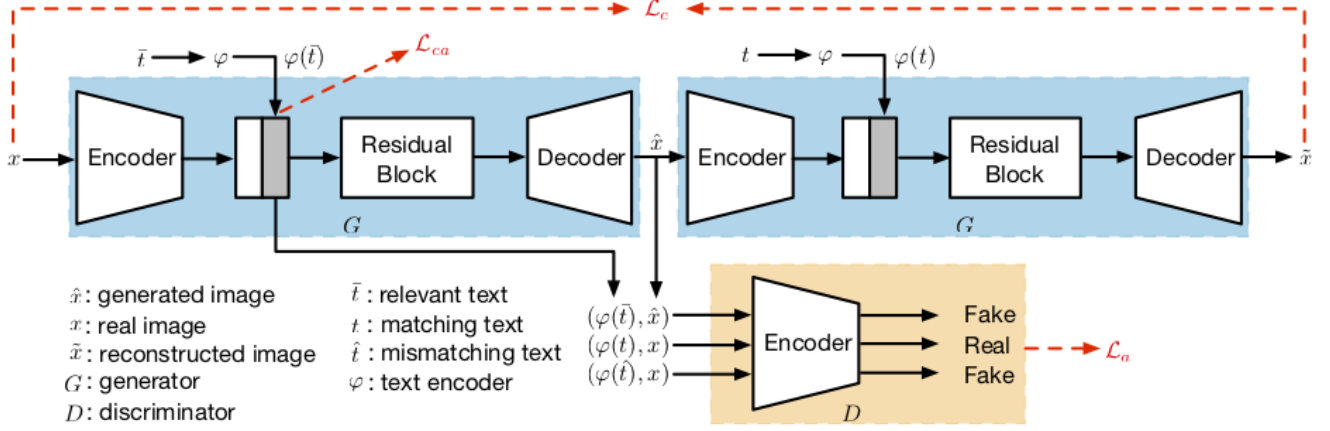 𝓛_c
t̄ → φ φ(t̄) 𝓛_ca t → φ φ(t)
x Encoder Residual Block Decoder x̂ Encoder Residual Block Decoder x̃
G G
x̂: generated image
x: real image
x̃: reconstructed image
G: generator
D: discriminator
t̄: relevant text
t: matching text
t̂: mismatching text
φ: text encoder
(φ(t̄), x̂) Fake
(φ(t), x) Encoder Real 𝓛_a
(φ(t̂), x) Fake
D